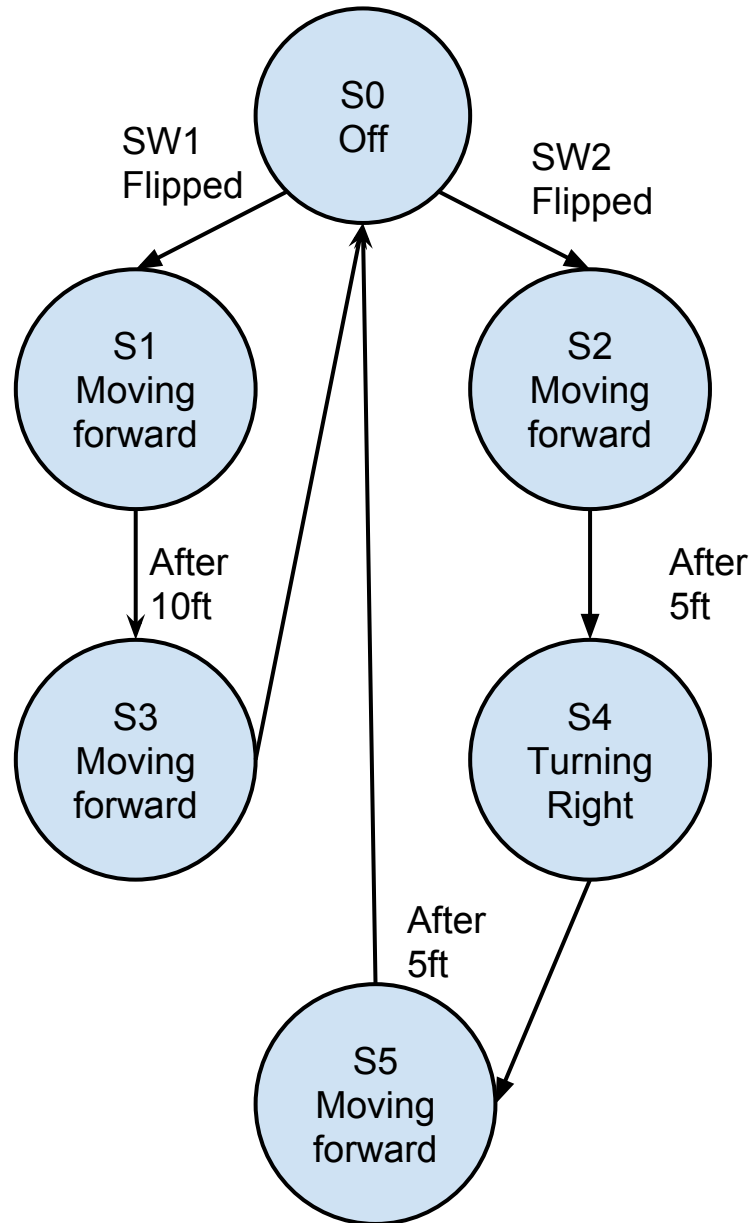 S0
Off
SW1
Flipped
SW2
Flipped
S1
Moving
forward
S2
Moving
forward
After
10ft
After
5ft
S3
Moving
forward
S4
Turning
Right
After
5ft
S5
Moving
forward